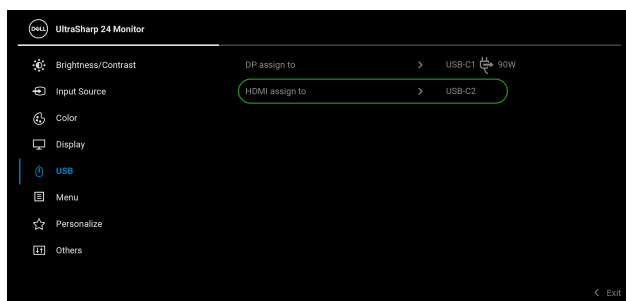 DELL UltraSharp 24 Monitor
Brightness/Contrast DP assign to > USB-C1 90W
Input Source HDMI assign to > USB-C2
Color
Display
USB
Menu
Personalize
Others
< Exit